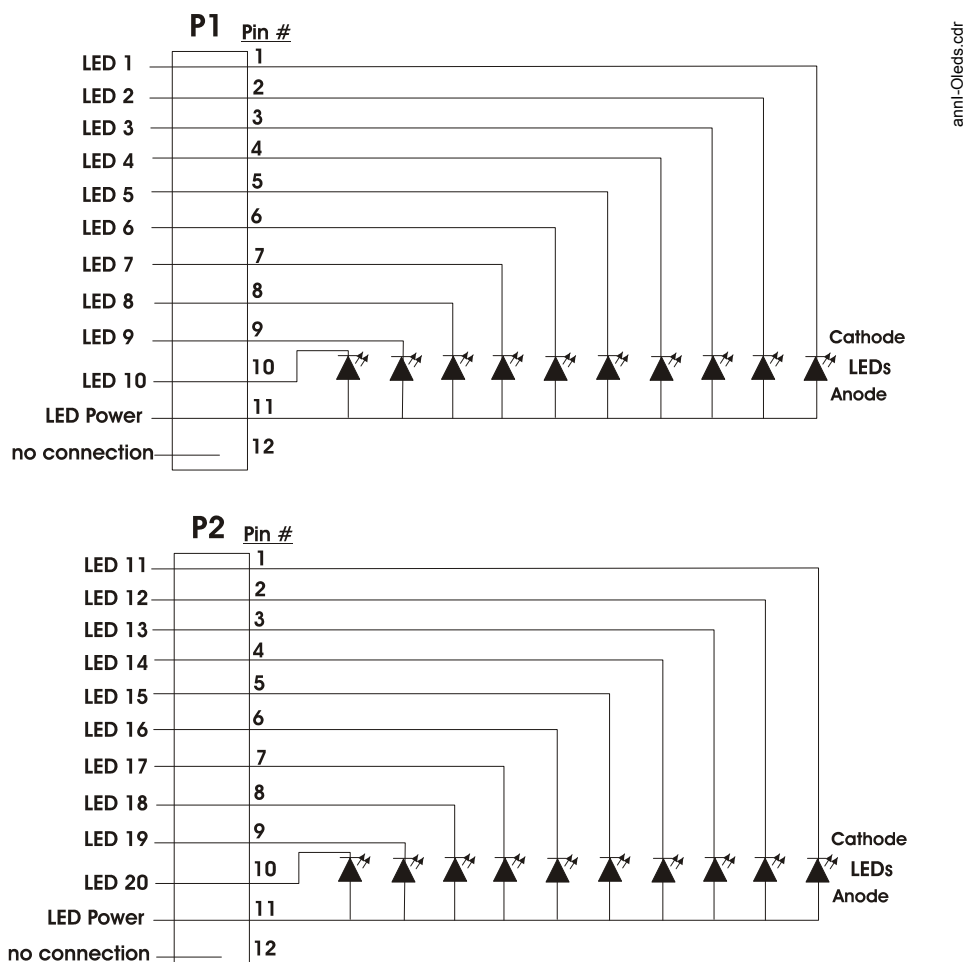 annI-Oleds.cdr
P1 Pin #
LED 1 1
LED 2 2
LED 3 3
LED 4 4
LED 5 5
LED 6 6
LED 7 7
LED 8 8
LED 9 9
Cathode
LED 10 10 LEDs
Anode
LED Power 11
no connection 12
P2 Pin #
LED 11 1
LED 12 2
LED 13 3
LED 14 4
LED 15 5
LED 16 6
LED 17 7
LED 18 8
LED 19 9
Cathode
LED 20 10 LEDs
Anode
LED Power 11
no connection 12